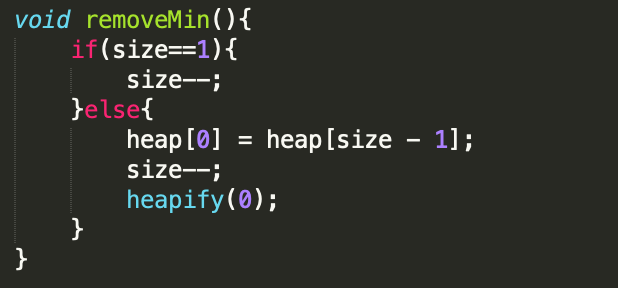 void removeMin(){
    if(size==1){
        size--;
    }else{
        heap[0] = heap[size - 1];
        size--;
        heapify(0);
    }
}